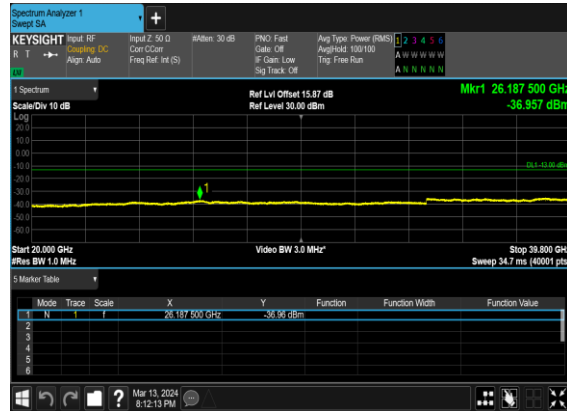 Spectrum Analyzer 1
Swept SA
+
KEYSIGHT Input: RF Input Z: 50 Ω #Atten: 30 dB PNO: Fast Avg Type: Power (RMS) 1 2 3 4 5 6
R T Coupling: DC Corr CCorr Gate: Off Avg|Hold: 100/100 A W W W W W
Align: Auto Freq Ref: Int (S) IF Gain: Low Trig: Free Run
Sig Track: Off A N N N N N
1 Spectrum Ref Lvl Offset 15.87 dB Mkr1 26.187 500 GHz
Scale/Div 10 dB Ref Level 30.00 dBm -36.957 dBm
Log
20.0
10.0
0.00
-10.0 DL1 -13.00 dBm
-20.0
-30.0 1
-40.0
-50.0
-60.0
Start 20.000 GHz Video BW 3.0 MHz* Stop 39.800 GHz
#Res BW 1.0 MHz Sweep 34.7 ms (40001 pts
5 Marker Table
Mode Trace Scale X Y Function Function Width Function Value
1 N 1 f 26.187 500 GHz -36.96 dBm
2
3
4
5
6
? Mar 13, 2024
8:12:13 PM